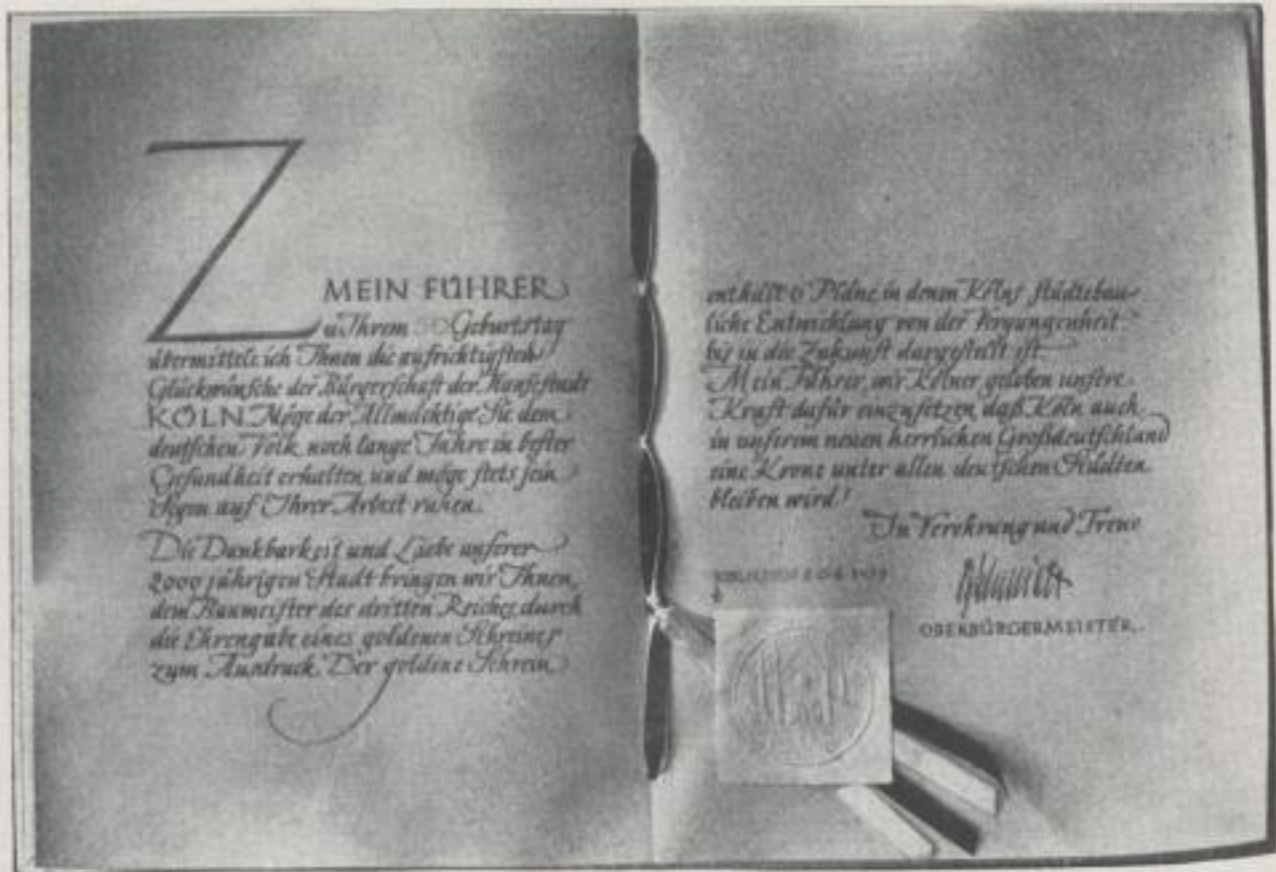 MEIN FÜHRER
Zu Ihrem 50 Geburtstag
übermittele ich Ihnen die aufrichtigsten
Glückwünsche der Bürgerschaft der Hansestadt
KÖLN. Möge der Allmächtige Sie dem
deutschen Volk noch lange Jahre in bester
Gesundheit erhalten und möge stets sein
Segen auf Ihrer Arbeit ruhen.
Die Dankbarkeit und Liebe unserer
2000 jährigen Stadt bringen wir Ihnen,
dem Baumeister des dritten Reiches, durch
die Ehrengabe eines goldenen Schreines
zum Ausdruck. Der goldene Schrein
enthält 6 Pläne, in denen Kölns städtebau-
liche Entwicklung von der Vergangenheit
bis in die Zukunft dargestellt ist.
Mein Führer, wir Kölner geloben unsere
Kraft dafür einzusetzen, daß Köln auch
in unserem neuen herrlichen Großdeutschland
eine Krone unter allen deutschen Städten
bleiben wird!
In Verehrung und Treue
OBERBÜRGERMEISTER